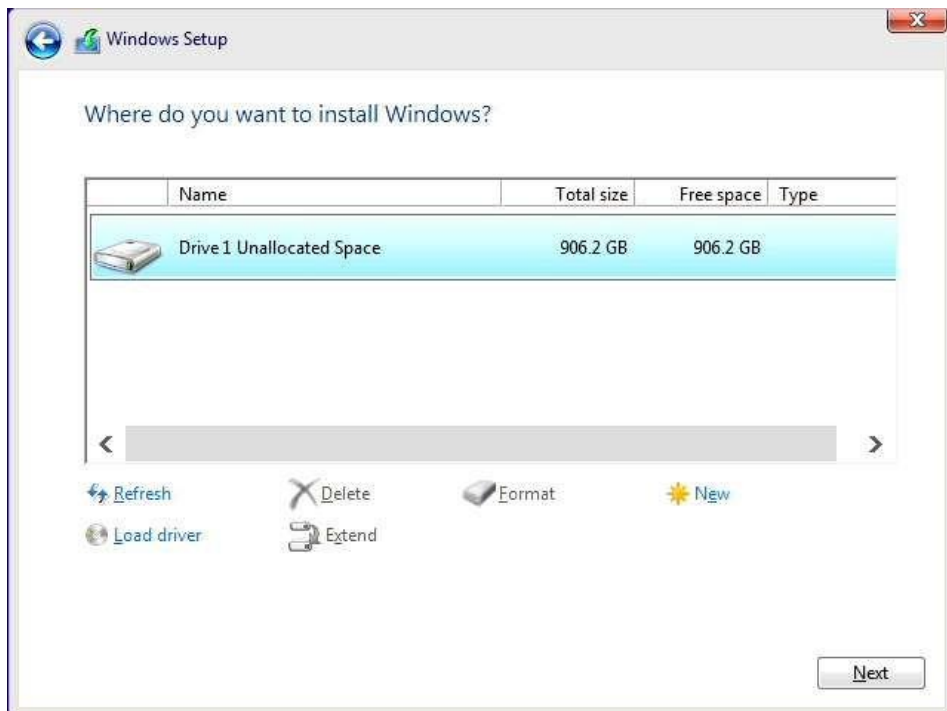 Windows Setup
Where do you want to install Windows?
Name Total size Free space Type
Drive 1 Unallocated Space 906.2 GB 906.2 GB
Refresh Delete Format New
Load driver Extend
Next